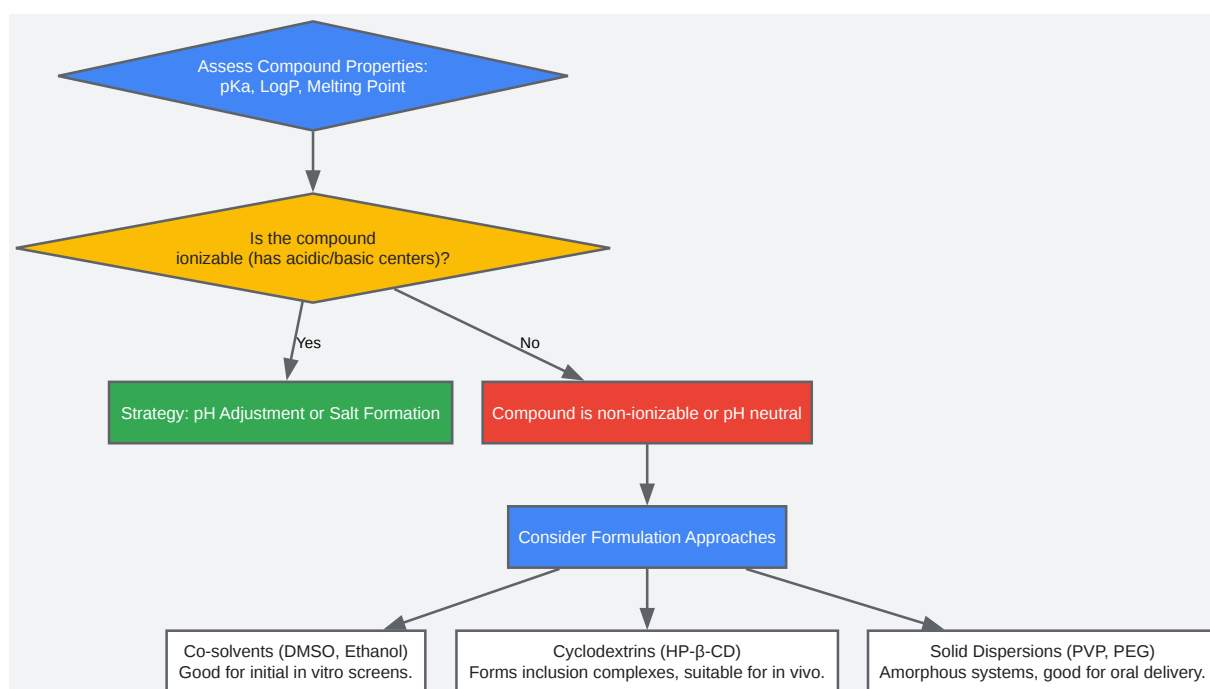 Assess Compound Properties:
pKa, LogP, Melting Point
Is the compound
ionizable (has acidic/basic centers)?
Yes
No
Strategy: pH Adjustment or Salt Formation
Compound is non-ionizable or pH neutral
Consider Formulation Approaches
Co-solvents (DMSO, Ethanol)
Good for initial in vitro screens.
Cyclodextrins (HP-β-CD)
Forms inclusion complexes, suitable for in vivo.
Solid Dispersions (PVP, PEG)
Amorphous systems, good for oral delivery.